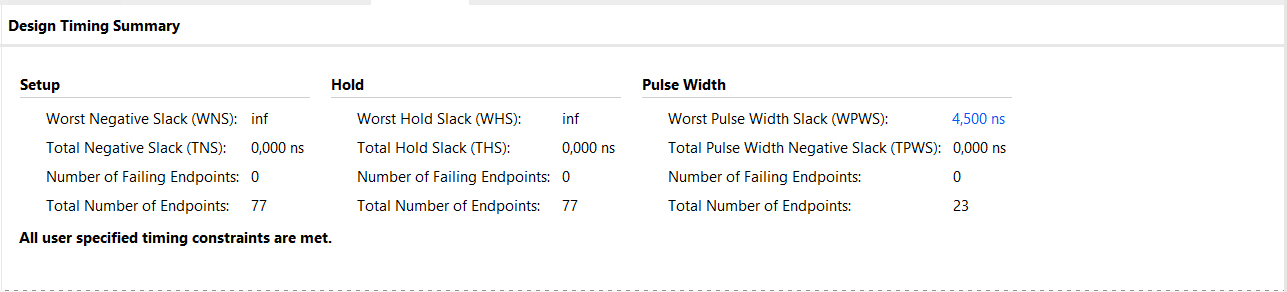 Design Timing Summary
Setup Hold Pulse Width
Worst Negative Slack (WNS): inf Worst Hold Slack (WHS): inf Worst Pulse Width Slack (WPWS): 4,500 ns
Total Negative Slack (TNS): 0,000 ns Total Hold Slack (THS): 0,000 ns Total Pulse Width Negative Slack (TPWS): 0,000 ns
Number of Failing Endpoints: 0 Number of Failing Endpoints: 0 Number of Failing Endpoints: 0
Total Number of Endpoints: 77 Total Number of Endpoints: 77 Total Number of Endpoints: 23
All user specified timing constraints are met.